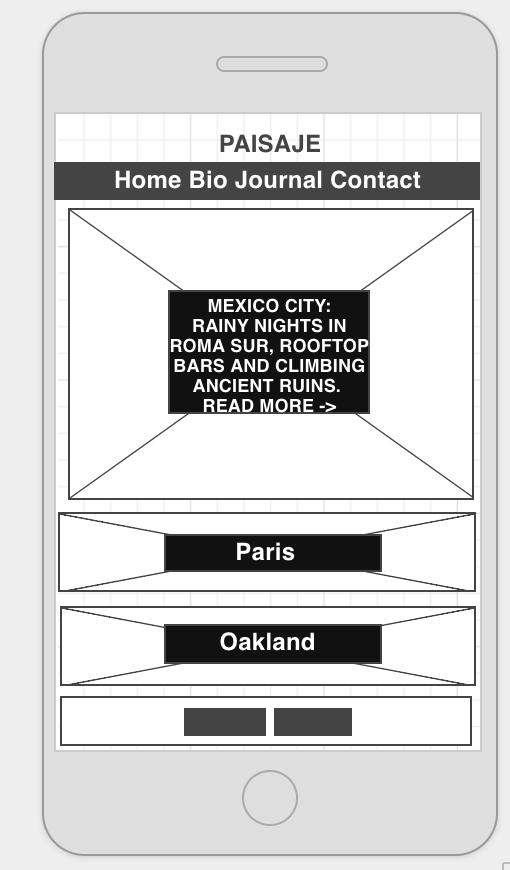 PAISAJE
Home Bio Journal Contact
MEXICO CITY:
RAINY NIGHTS IN
ROMA SUR, ROOFTOP
BARS AND CLIMBING
ANCIENT RUINS.
READ MORE ->
Paris
Oakland